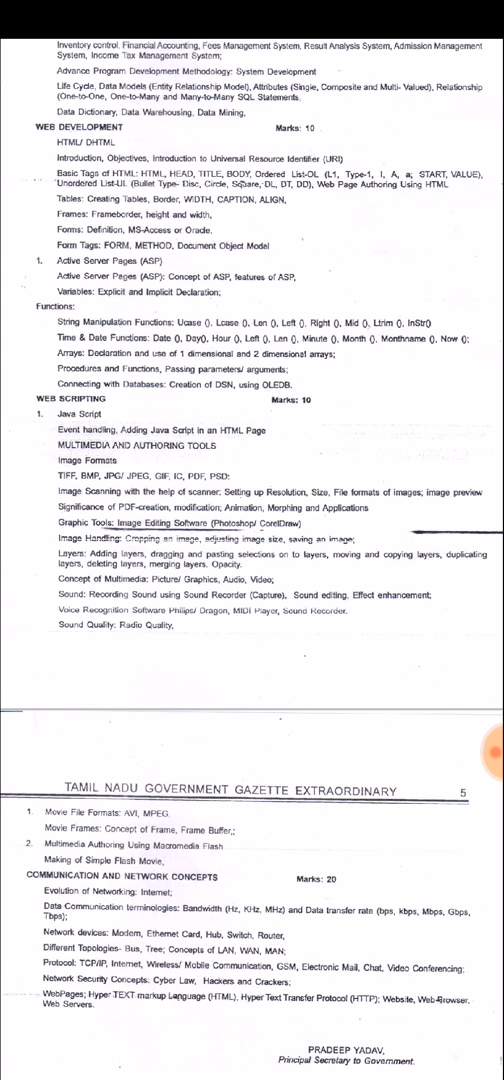 Inventory control, Financial Accounting, Fees Management System, Result Analysis System, Admission Management
System, Income Tax Management System;
Advance Program Development Methodology: System Development
Life Cycle, Data Models (Entity Relationship Model), Attributes (Single, Composite and Multi- Valued), Relationship
(One-to-One, One-to-Many and Many-to-Many SQL Statements,
Data Dictionary, Data Warehousing, Data Mining,
WEB DEVELOPMENT Marks: 10
HTML/ DHTML
Introduction, Objectives, Introduction to Universal Resource Identifier (URI)
Basic Tags of HTML: HTML, HEAD, TITLE, BODY, Ordered List-OL (L1, Type-1, I, A, a; START, VALUE),
Unordered List-UI. (Bullet Type- Disc, Circle, Square, DL, DT, DD), Web Page Authoring Using HTML
Tables: Creating Tables, Border, WIDTH, CAPTION, ALIGN,
Frames: Frameborder, height and width,
Forms: Definition, MS-Access or Oracle,
Form Tags: FORM, METHOD, Document Object Model
1. Active Server Pages (ASP)
Active Server Pages (ASP): Concept of ASP, features of ASP,
Variables: Explicit and Implicit Declaration;
Functions:
String Manipulation Functions: Ucase (), Lcase (), Len (), Left (), Right (), Mid (), Ltrim (), InStr()
Time & Date Functions: Date (), Day(), Hour (), Left (), Len (), Minute (), Month (), Monthname (), Now ();
Arrays: Declaration and use of 1 dimensional and 2 dimensional arrays;
Procedures and Functions, Passing parameters/ arguments;
Connecting with Databases: Creation of DSN, using OLEDB.
WEB SCRIPTING Marks: 10
1. Java Script
Event handling, Adding Java Script in an HTML Page
MULTIMEDIA AND AUTHORING TOOLS
Image Formats
TIFF, BMP, JPG/ JPEG, GIF, IC, PDF, PSD:
Image Scanning with the help of scanner: Setting up Resolution, Size, File formats of images; image preview
Significance of PDF-creation, modification; Animation, Morphing and Applications
Graphic Tools: Image Editing Software (Photoshop/ CorelDraw)
Image Handling: Cropping an image, adjusting image size, saving an image;
Layers: Adding layers, dragging and pasting selections on to layers, moving and copying layers, duplicating
layers, deleting layers, merging layers. Opacity.
Concept of Multimedia: Picture/ Graphics, Audio, Video;
Sound: Recording Sound using Sound Recorder (Capture), Sound editing, Effect enhancement;
Voice Recognition Software Philips/ Dragon, MIDI Player, Sound Recorder.
Sound Quality: Radio Quality,
TAMIL NADU GOVERNMENT GAZETTE EXTRAORDINARY 5
1. Movie File Formats: AVI, MPEG.
Movie Frames: Concept of Frame, Frame Buffer,;
2. Multimedia Authoring Using Macromedia Flash
Making of Simple Flash Movie,
COMMUNICATION AND NETWORK CONCEPTS Marks: 20
Evolution of Networking: Internet;
Data Communication terminologies: Bandwidth (Hz, KHz, MHz) and Data transfer rate (bps, kbps, Mbps, Gbps,
Tbps);
Network devices: Modem, Ethernet Card, Hub, Switch, Router,
Different Topologies- Bus, Tree; Concepts of LAN, WAN, MAN;
Protocol: TCP/IP, Internet, Wireless/ Mobile Communication, GSM, Electronic Mail, Chat, Video Conferencing;
Network Security Concepts: Cyber Law, Hackers and Crackers;
WebPages; Hyper TEXT markup Language (HTML), Hyper Text Transfer Protocol (HTTP); Website, Web Browser,
Web Servers.
PRADEEP YADAV,
Principal Secretary to Government.